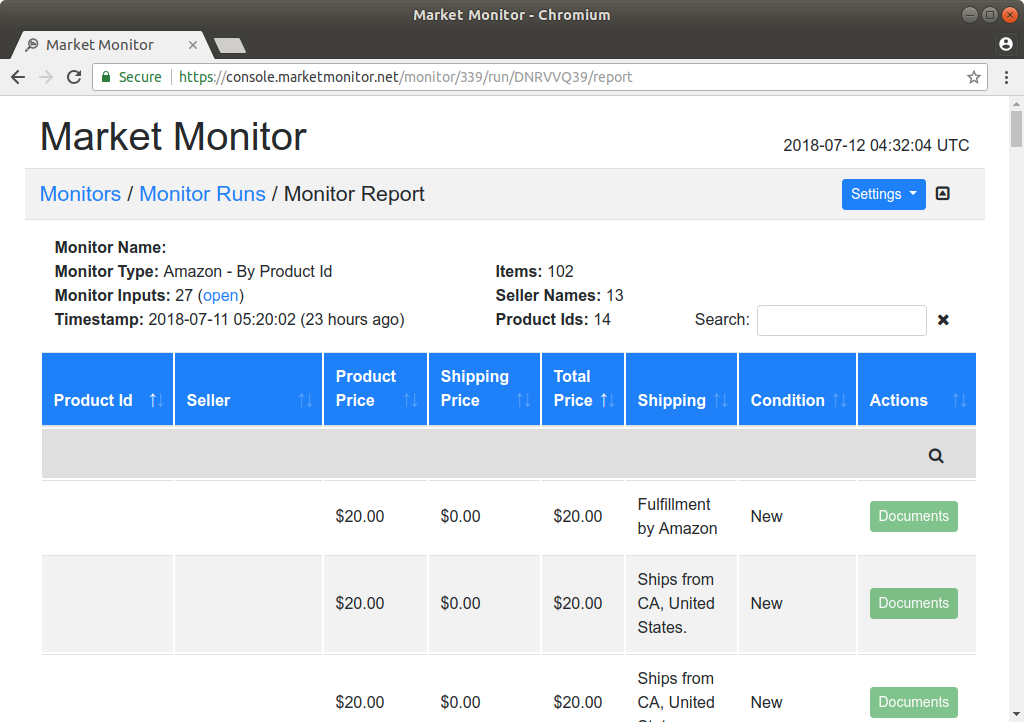 Market Monitor - Chromium
Market Monitor
Secure https://console.marketmonitor.net/monitor/339/run/DNRVVQ39/report
Market Monitor
2018-07-12 04:32:04 UTC
Monitors / Monitor Runs / Monitor Report
Settings
Monitor Name:
Monitor Type: Amazon - By Product Id
Items: 102
Monitor Inputs: 27 (open)
Seller Names: 13
Timestamp: 2018-07-11 05:20:02 (23 hours ago)
Product Ids: 14
Search:
Product Id
Seller
Product
Price
Shipping
Price
Total
Price
Shipping
Condition
Actions
$20.00
$0.00
$20.00
Fulfillment
by Amazon
New
Documents
$20.00
$0.00
$20.00
Ships from
CA, United
States.
New
Documents
$20.00
$0.00
$20.00
Ships from
CA, United
New
Documents